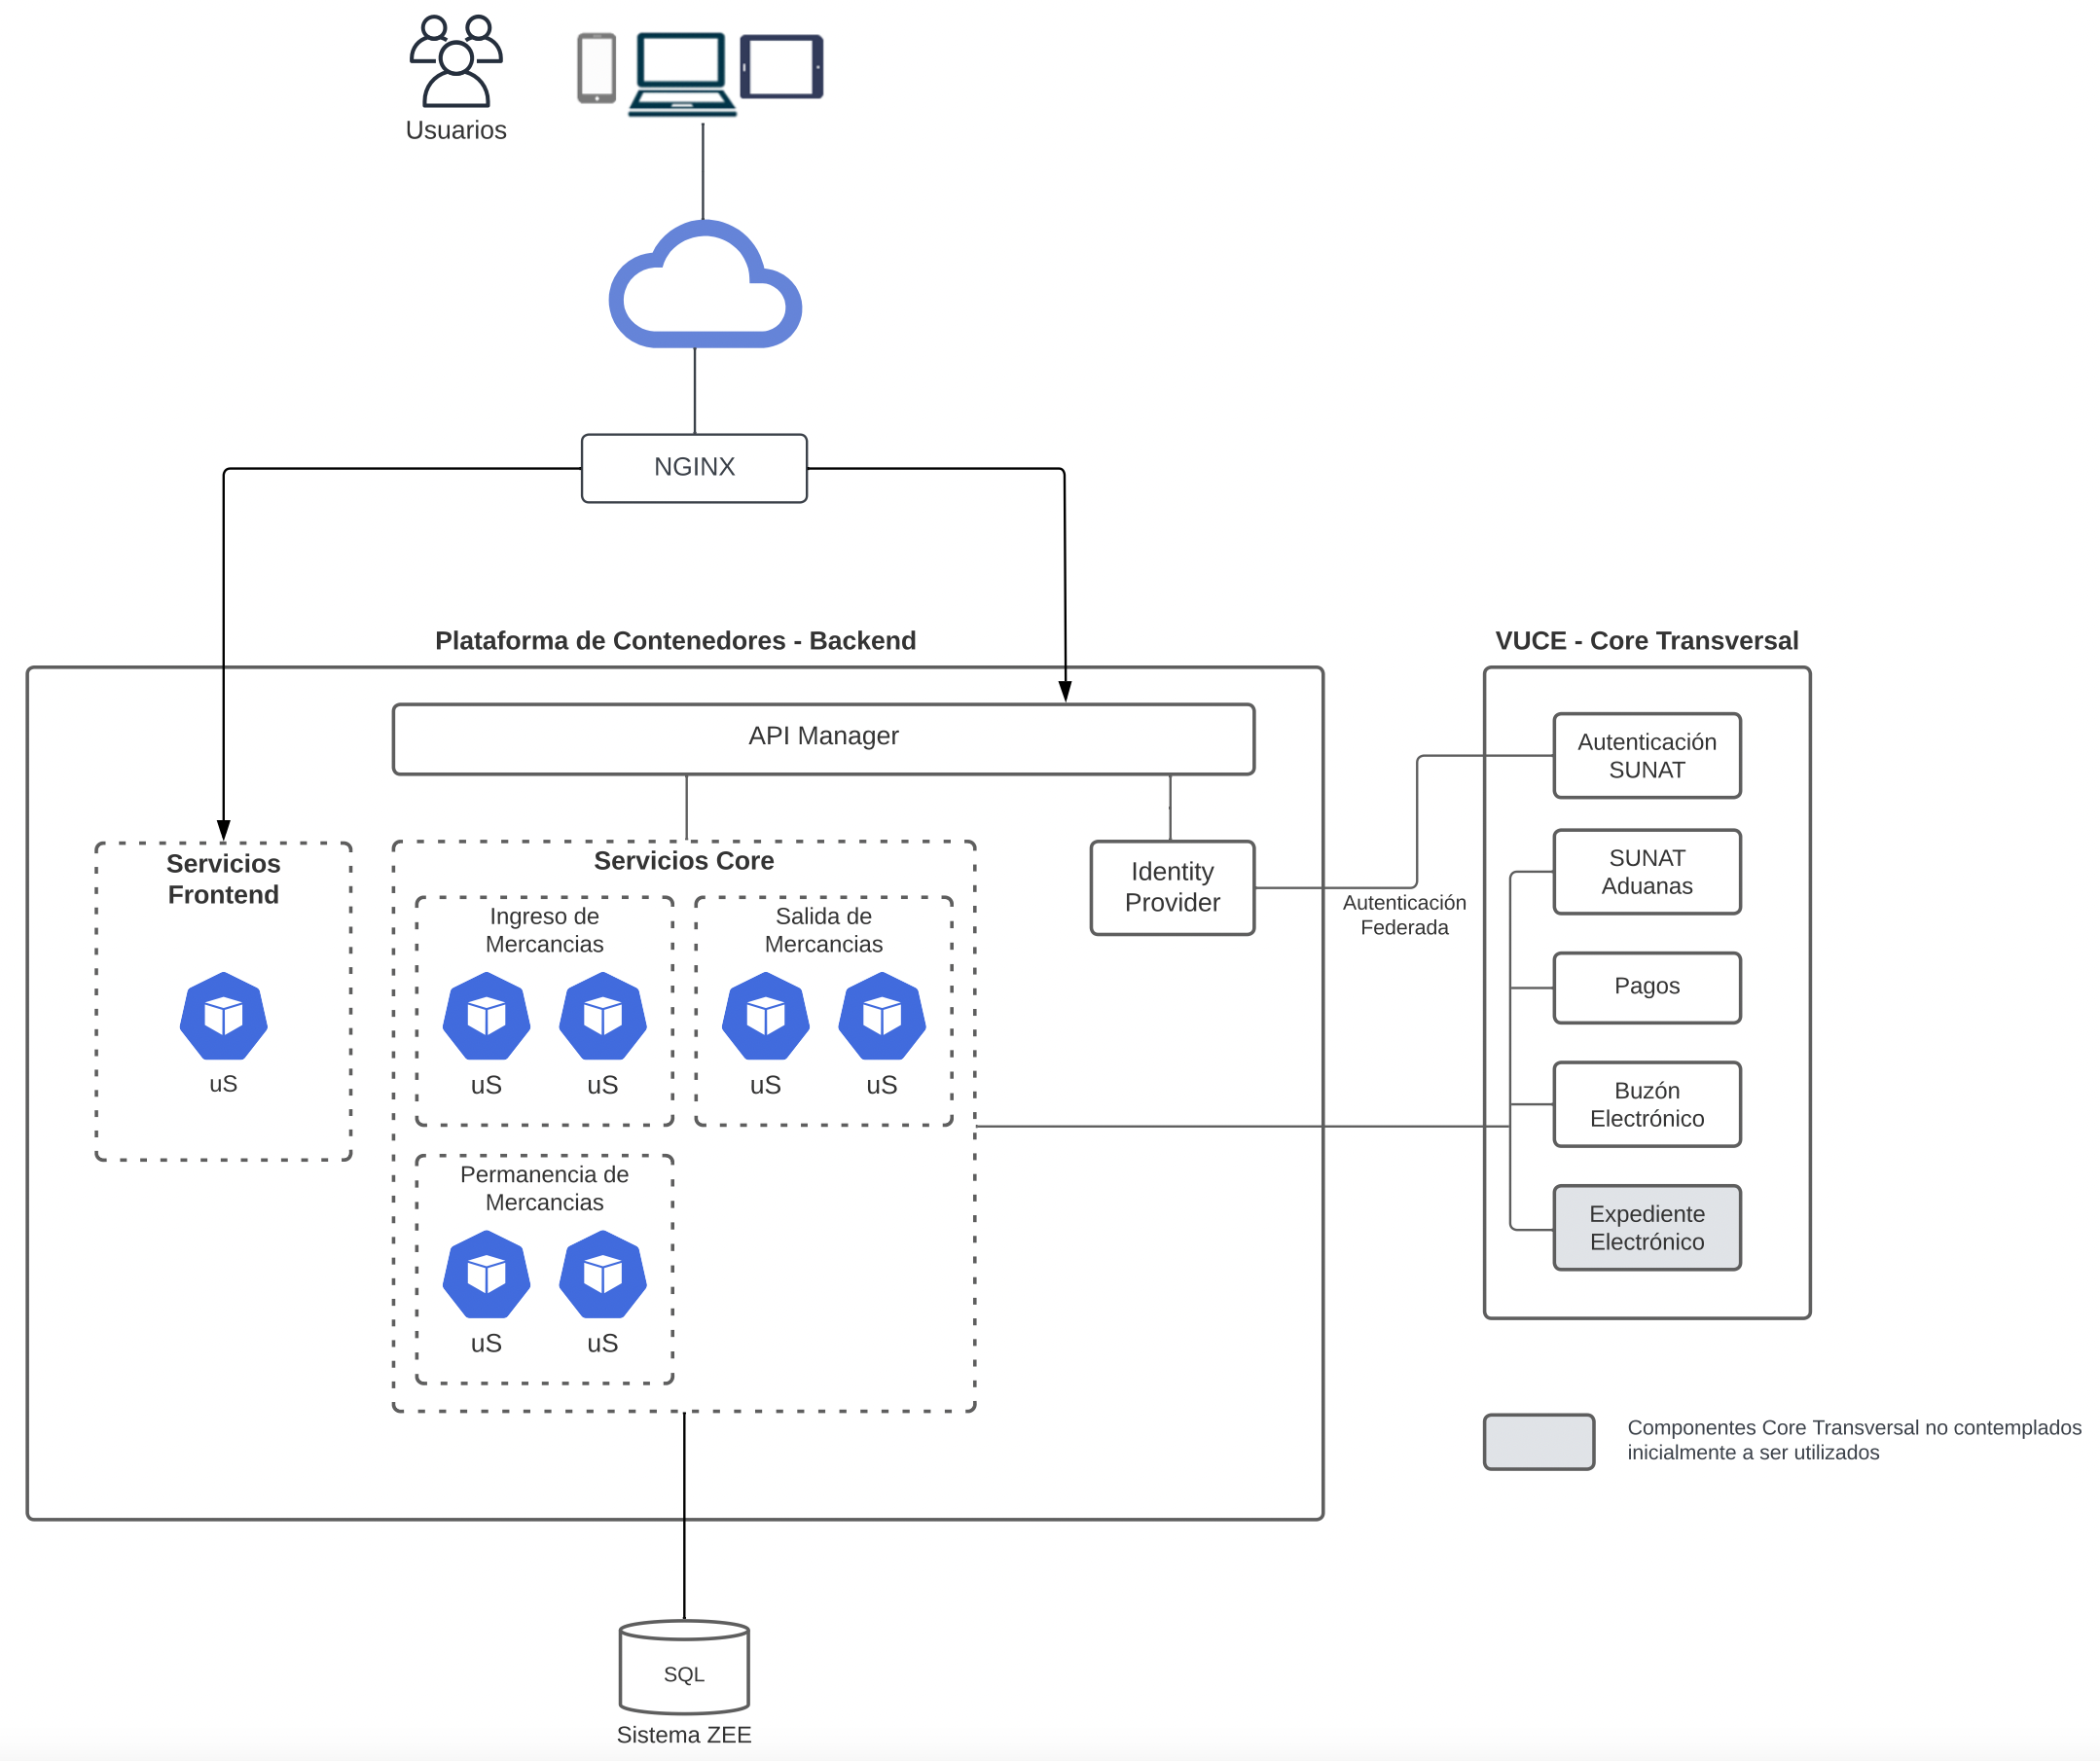 Usuarios
NGINX
Plataforma de Contenedores - Backend
VUCE - Core Transversal
API Manager
Servicios
Frontend
uS
Servicios Core
Ingreso de
Mercancias
uS
uS
Salida de
Mercancias
uS
uS
Permanencia de
Mercancias
uS
uS
Identity
Provider
Autenticación
Federada
Autenticación
SUNAT
SUNAT
Aduanas
Pagos
Buzón
Electrónico
Expediente
Electrónico
Componentes Core Transversal no contemplados
inicialmente a ser utilizados
SQL
Sistema ZEE